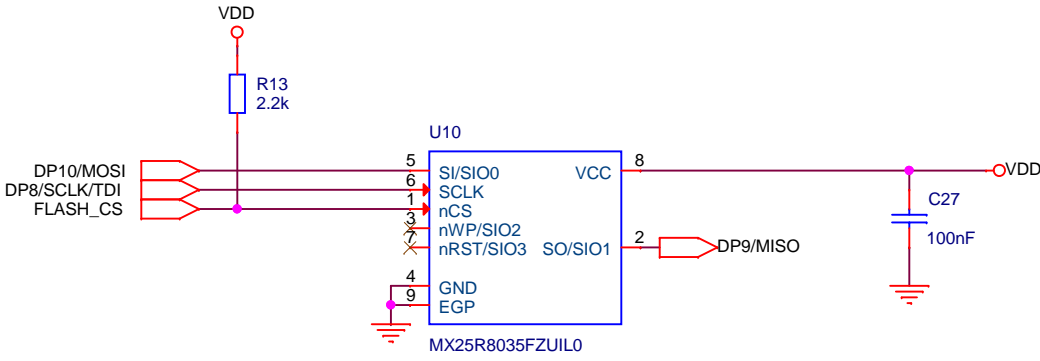 VDD
R13
2.2k
U10
DP10/MOSI 5 SI/SIO0 VCC 8 VDD
DP8/SCLK/TDI 6 SCLK
FLASH_CS 1 nCS C27
3 nWP/SIO2 100nF
7 nRST/SIO3 SO/SIO1 2 DP9/MISO
4 GND
9 EGP
MX25R8035FZUIL0